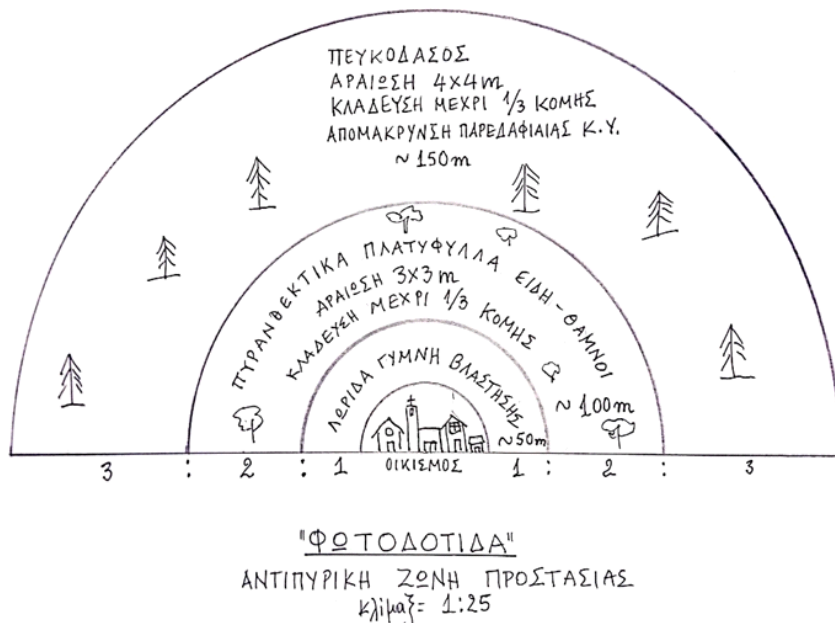 ΠΕΥΚΟΔΑΣΟΣ
ΑΡΑΙΩΣΗ 4x4m
ΚΛΑΔΕΥΣΗ ΜΕΧΡΙ 1/3 ΚΟΜΗΣ
ΑΠΟΜΑΚΡΥΝΣΗ ΠΑΡΕΔΑΦΙΑΙΑΣ Κ.Υ.
~ 150m
ΠΥΡΑΝΘΕΚΤΙΚΑ ΠΛΑΤΥΦΥΛΛΑ ΕΙΔΗ - ΘΑΜΝΟΙ
ΑΡΑΙΩΣΗ 3x3m
ΚΛΑΔΕΥΣΗ ΜΕΧΡΙ 1/3 ΚΟΜΗΣ
~ 100m
ΛΩΡΙΔΑ ΓΥΜΝΗ ΒΛΑΣΤΗΣΗΣ
~50m
3 : 2 : 1 ΟΙΚΙΣΜΟΣ 1 : 2 : 3
"ΦΩΤΟΔΟΤΙΔΑ"
ΑΝΤΙΠΥΡΙΚΗ ΖΩΝΗ ΠΡΟΣΤΑΣΙΑΣ
κλίμαξ= 1:25